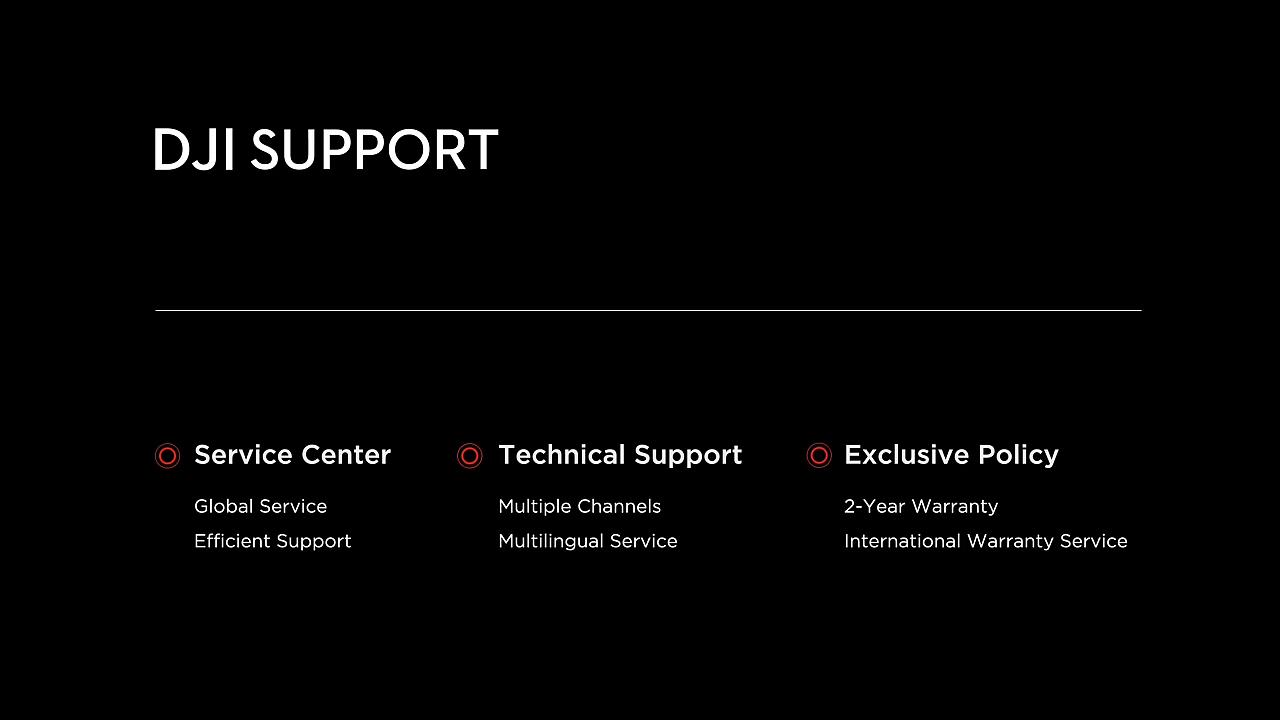 DJI SUPPORT
Service Center
Global Service
Efficient Support
Technical Support
Multiple Channels
Multilingual Service
Exclusive Policy
2-Year Warranty
International Warranty Service